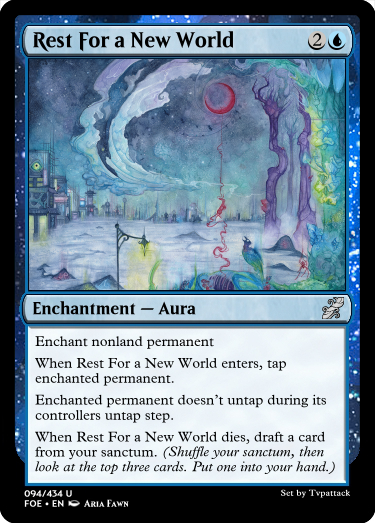 Rest For a New World
2
Enchantment — Aura
Enchant nonland permanent
When Rest For a New World enters, tap
enchanted permanent.
Enchanted permanent doesn't untap during its
controllers untap step.
When Rest For a New World dies, draft a card
from your sanctum. (Shuffle your sanctum, then
look at the top three cards. Put one into your hand.)
094/434 U
FOE • EN Aria Fawn
Set by Tvpattack